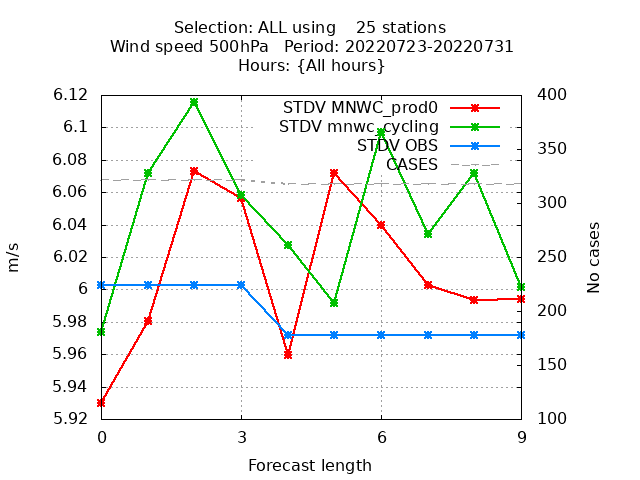 Selection: ALL using    25 stations
Wind speed 500hPa   Period: 20220723-20220731
Hours: {All hours}
6.12
6.1
6.08
6.06
6.04
6.02
6
5.98
5.96
5.94
5.92
m/s
STDV MNWC_prod0
STDV mnwc_cycling
STDV OBS
CASES
400
350
300
250
200
150
100
No cases
0
3
6
9
Forecast length